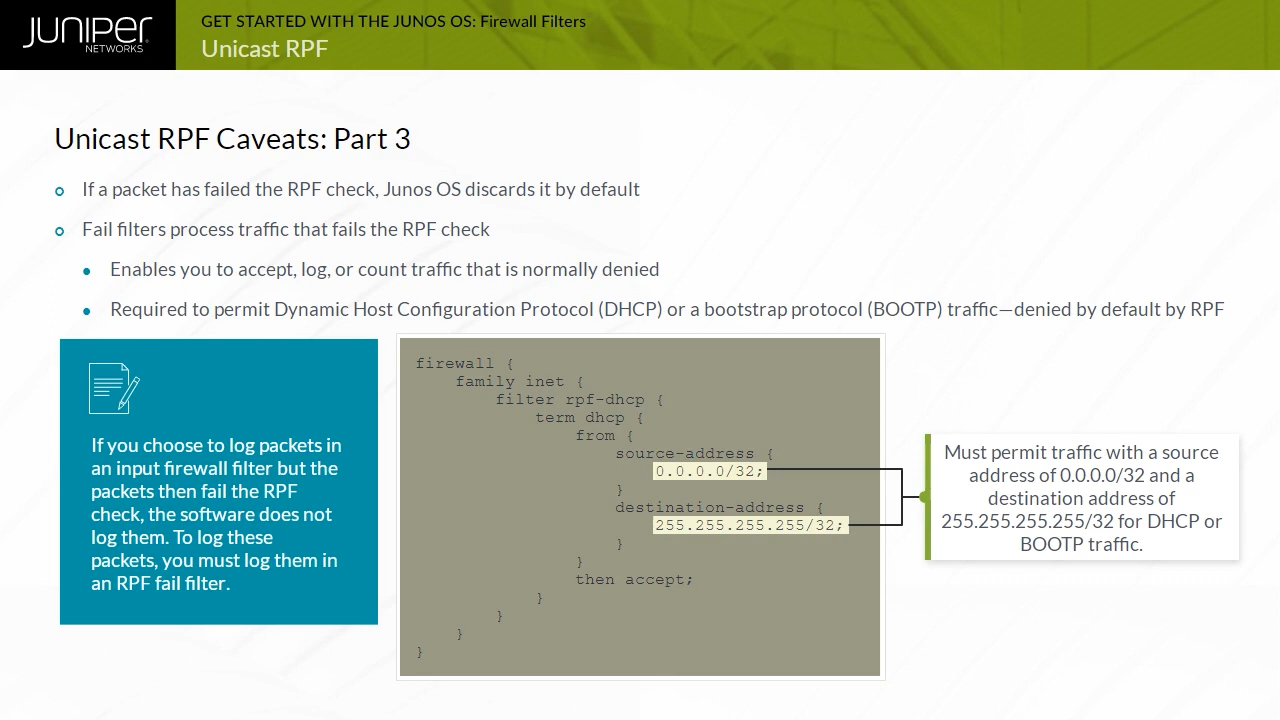 JUNIPER
NETWORKS
GET STARTED WITH THE JUNOS OS: Firewall Filters
Unicast RPF
Unicast RPF Caveats: Part 3
If a packet has failed the RPF check, Junos OS discards it by default
Fail filters process traffic that fails the RPF check
Enables you to accept, log, or count traffic that is normally denied
Required to permit Dynamic Host Configuration Protocol (DHCP) or a bootstrap protocol (BOOTP) traffic—denied by default by RPF
If you choose to log packets in
an input firewall filter but the
packets then fail the RPF
check, the software does not
log them. To log these
packets, you must log them in
an RPF fail filter.
firewall {
family inet {
filter rpf-dhcp {
term dhcp {
from {
source-address {
0.0.0.0/32;
}
destination-address {
255.255.255.255/32;
}
}
then accept;
}
}
}
}
Must permit traffic with a source
address of 0.0.0.0/32 and a
destination address of
255.255.255.255/32 for DHCP or
BOOTP traffic.